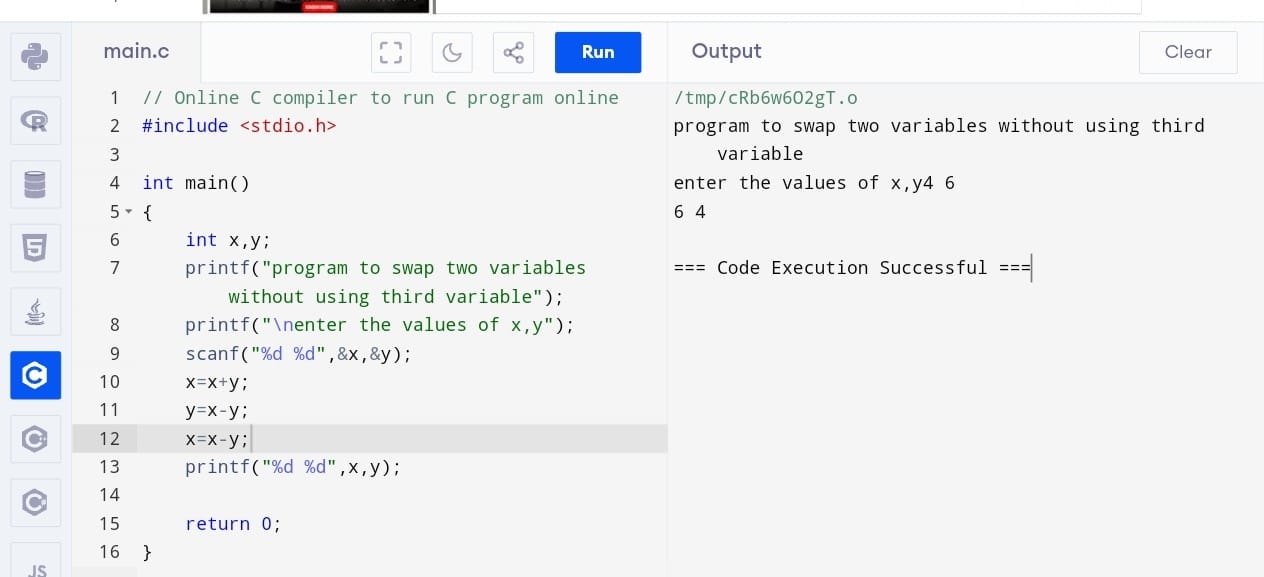 main.c
Run
Output
Clear
1 // Online C compiler to run C program online
2 #include <stdio.h>
3
4 int main()
5 {
6 int x,y;
7 printf("program to swap two variables
without using third variable");
8 printf("\nenter the values of x,y");
9 scanf("%d %d",&x,&y);
10 x=x+y;
11 y=x-y;
12 x=x-y;
13 printf("%d %d",x,y);
14
15 return 0;
16 }
/tmp/cRb6w6O2gT.o
program to swap two variables without using third
variable
enter the values of x,y4 6
6 4
=== Code Execution Successful ===
R
5
C
C
C
JS